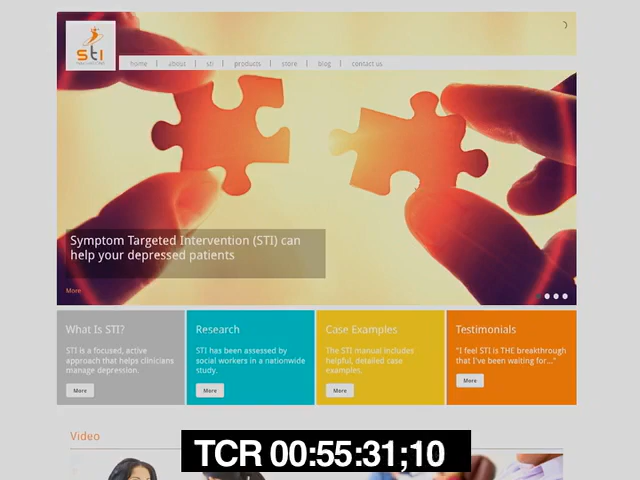 sti
home | about | sti | products | store | blog | contact us
Symptom Targeted Intervention (STI) can
help your depressed patients
More
What Is STI?
STI is a focused, active
approach that helps clinicians
manage depression.
More
Research
STI has been assessed by
social workers in a nationwide
study.
More
Case Examples
The STI manual includes
helpful, detailed case
examples.
More
Testimonials
"I feel STI is THE breakthrough
that I've been waiting for..."
More
Video
TCR 00:55:31;10